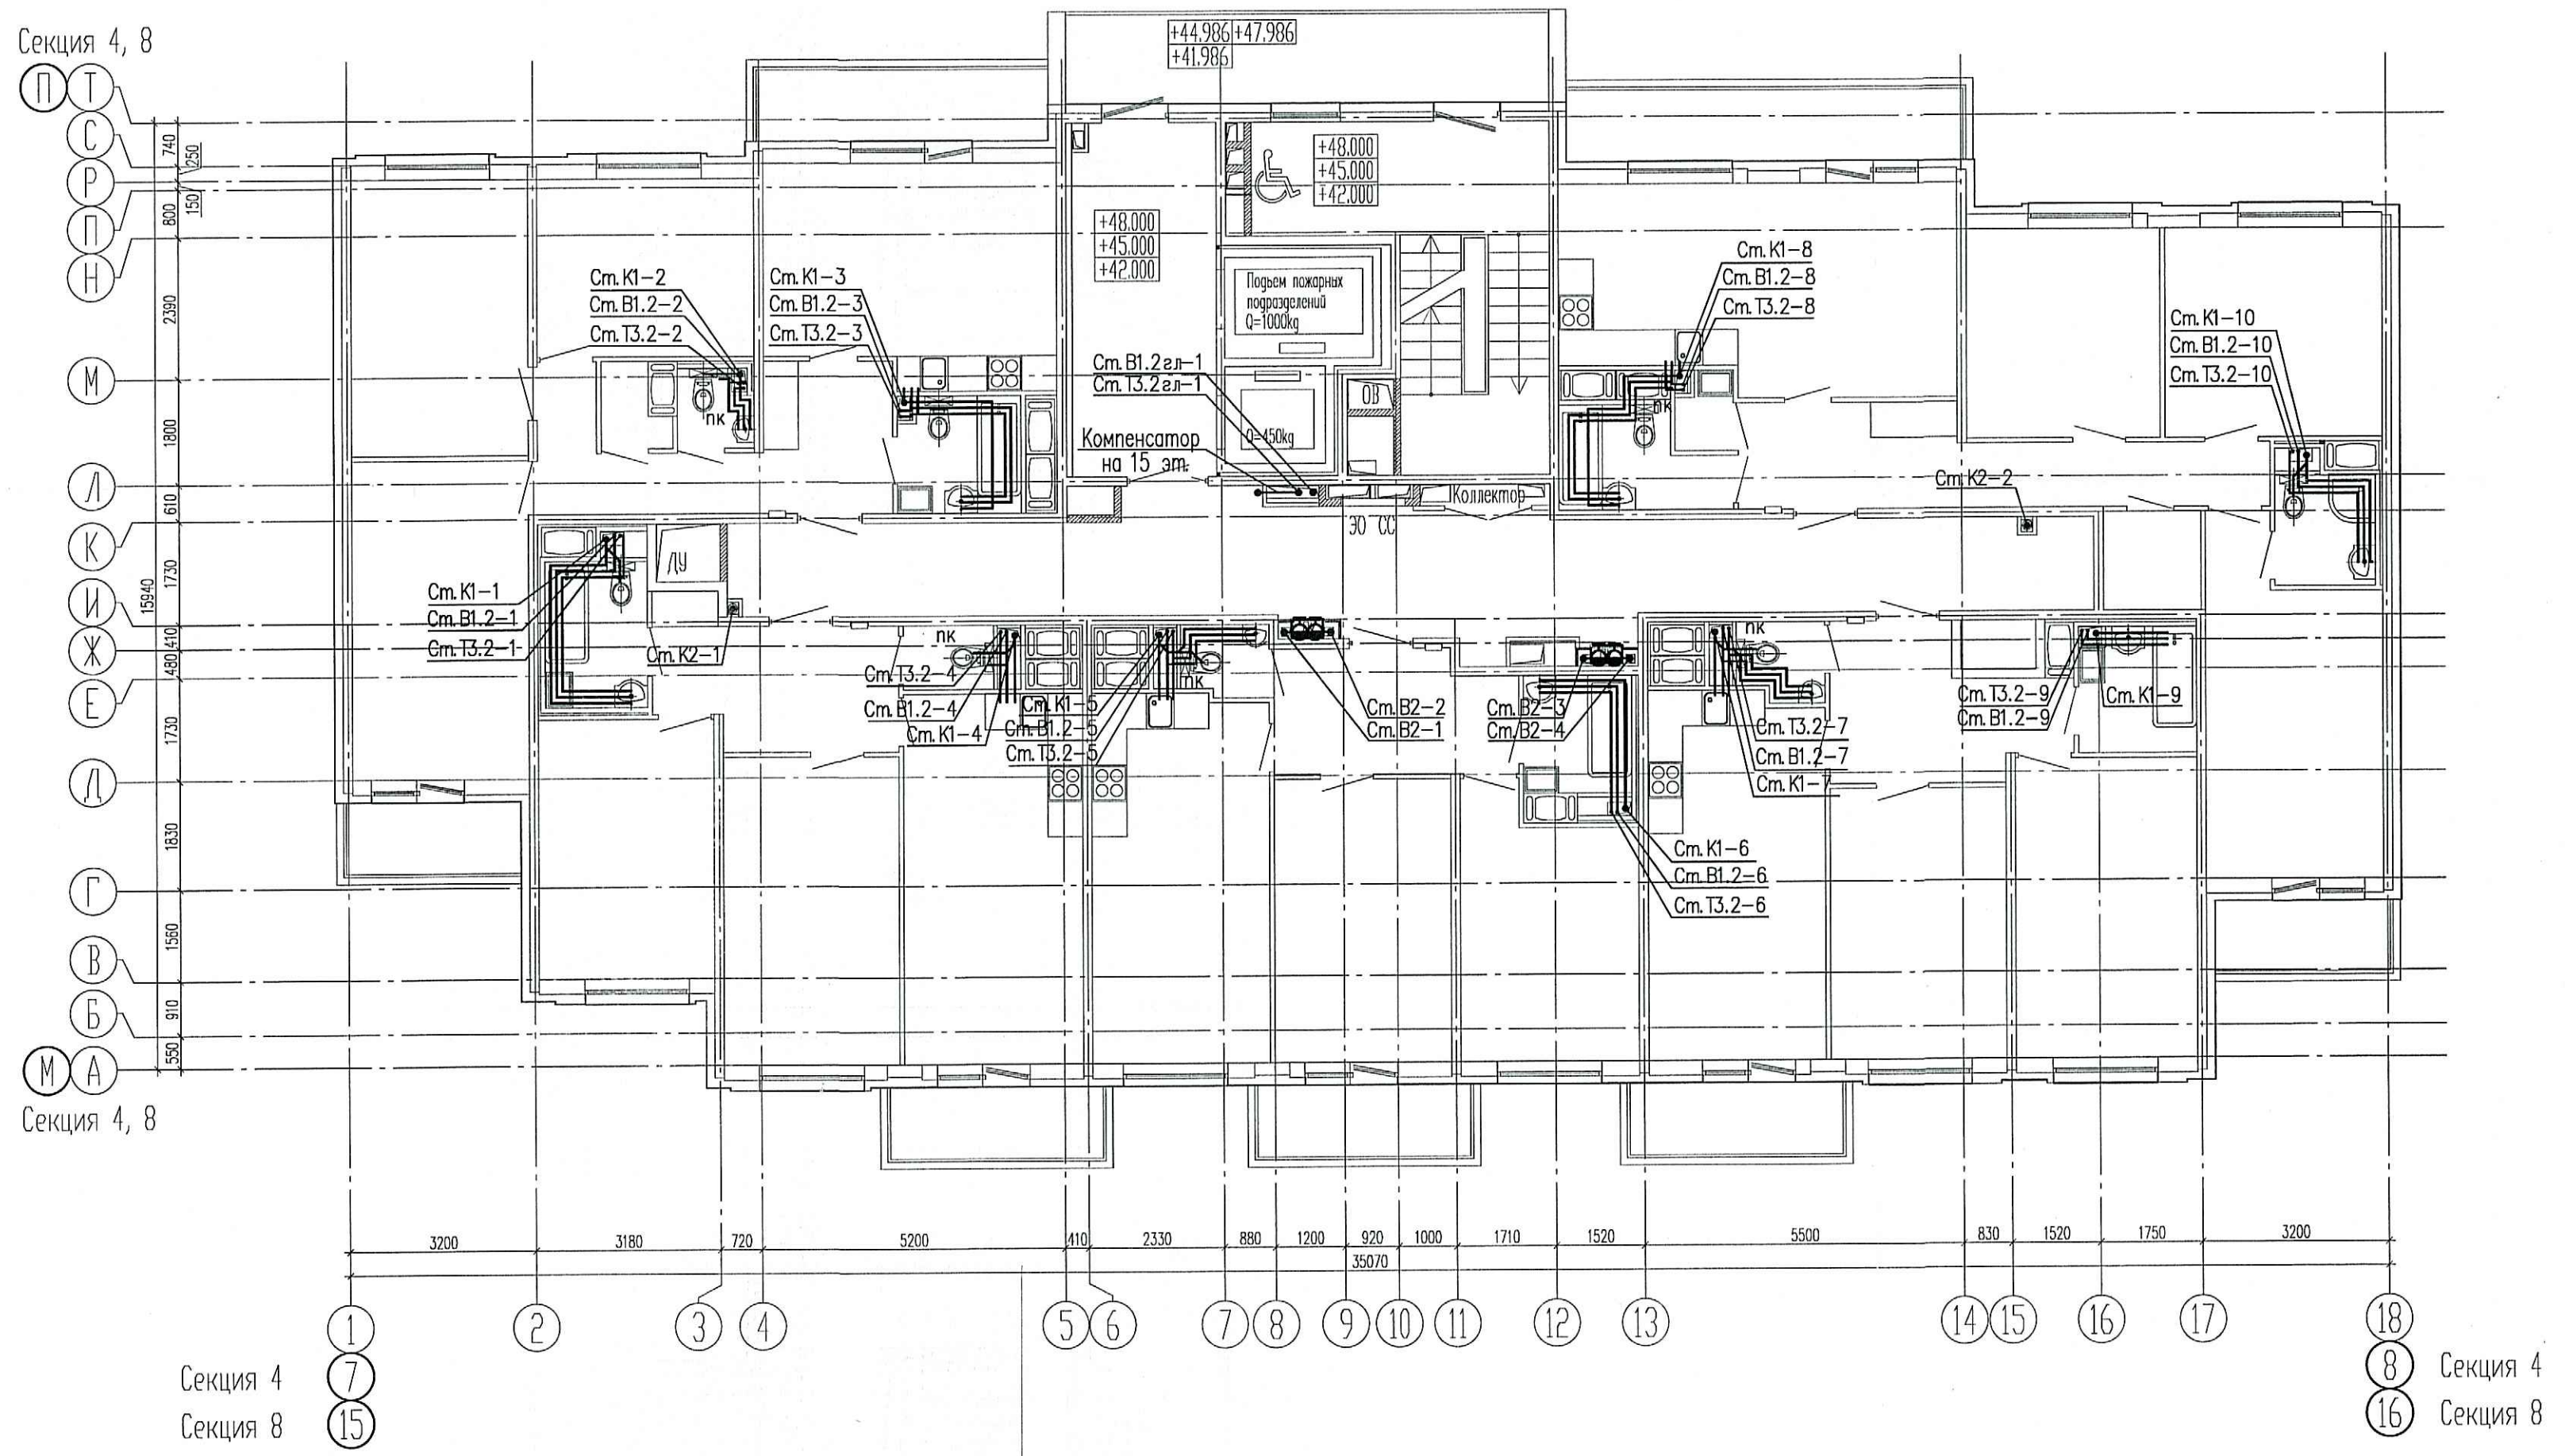 Секция 4, 8
П Т
С
Р
П
Н
М
Л
К
И
Ж
Е
Д
Г
В
Б
М А
Секция 4, 8
740
250
150
800
2390
1800
610
1730
15940
410
480
1730
1830
1560
910
550
+44.986 +47.986
+41.986
+48.000
+45.000
+42.000
+48.000
+45.000
+42.000
Подьем пожарных
подразделений
Q=1000kg
Q=450kg
ОВ
Ст. К1-2
Ст. В1.2-2
Ст. Т3.2-2
Ст. К1-3
Ст. В1.2-3
Ст. Т3.2-3
Ст. В1.2гл-1
Ст. Т3.2гл-1
Компенсатор
на 15 эт.
Ст. К1-8
Ст. В1.2-8
Ст. Т3.2-8
Ст. К1-10
Ст. В1.2-10
Ст. Т3.2-10
пк
пк
Ст. К2-2
Коллектор
ЭО СС
ДУ
Ст. К1-1
Ст. В1.2-1
Ст. Т3.2-1
Ст. К2-1
пк
Ст. Т3.2-4
Ст. В1.2-4
Ст. К1-4
Ст. К1-5
Ст. В1.2-5
Ст. Т3.2-5
пк
Ст. В2-2
Ст. В2-1
Ст. В2-3
Ст. В2-4
пк
Ст. Т3.2-7
Ст. В1.2-7
Ст. К1-7
Ст. Т3.2-9
Ст. В1.2-9
Ст. К1-9
Ст. К1-6
Ст. В1.2-6
Ст. Т3.2-6
3200 3180 720 5200 410 2330 880 1200 920 1000 1710 1520 5500 830 1520 1750 3200
35070
1 2 3 4 5 6 7 8 9 10 11 12 13 14 15 16 17 18
Секция 4 7
Секция 8 15
8 Секция 4
16 Секция 8